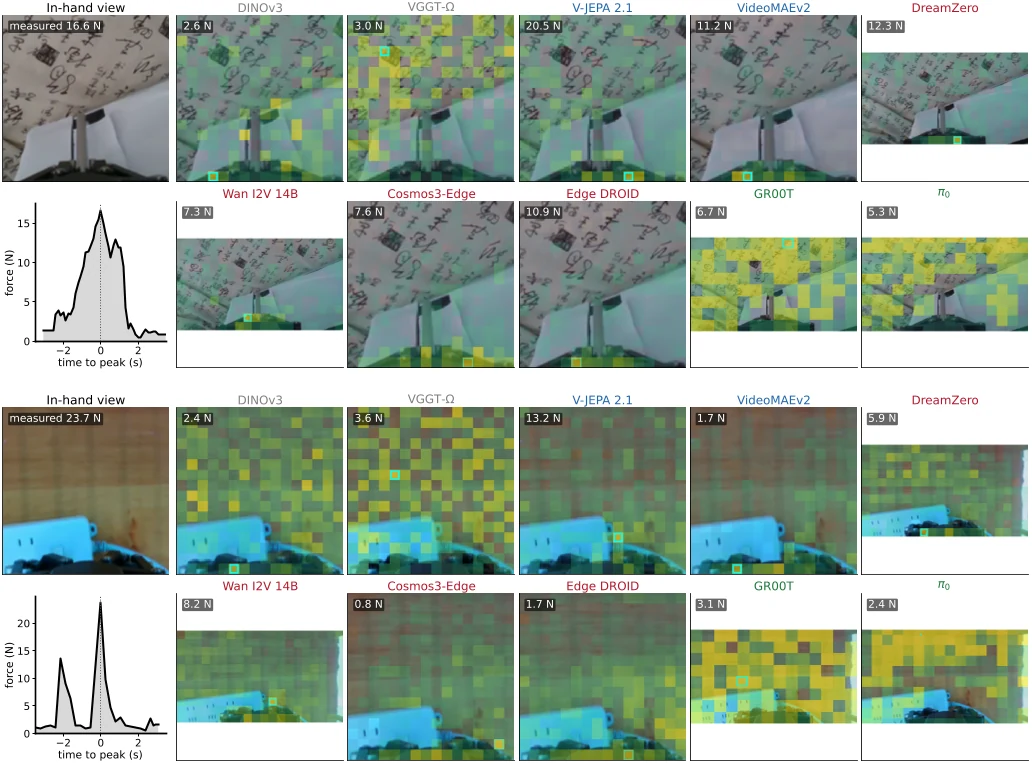 In-hand view DINOv3 VGGT-Ω V-JEPA 2.1 VideoMAEv2 DreamZero
measured 16.6 N 2.6 N 3.0 N 20.5 N 11.2 N 12.3 N
Wan I2V 14B Cosmos3-Edge Edge DROID GR00T π₀
7.3 N 7.6 N 10.9 N 6.7 N 5.3 N
force (N)
15
10
5
0
−2 0 2
time to peak (s)
In-hand view DINOv3 VGGT-Ω V-JEPA 2.1 VideoMAEv2 DreamZero
measured 23.7 N 2.4 N 3.6 N 13.2 N 1.7 N 5.9 N
Wan I2V 14B Cosmos3-Edge Edge DROID GR00T π₀
8.2 N 0.8 N 1.7 N 3.1 N 2.4 N
force (N)
20
15
10
5
0
−2 0 2
time to peak (s)